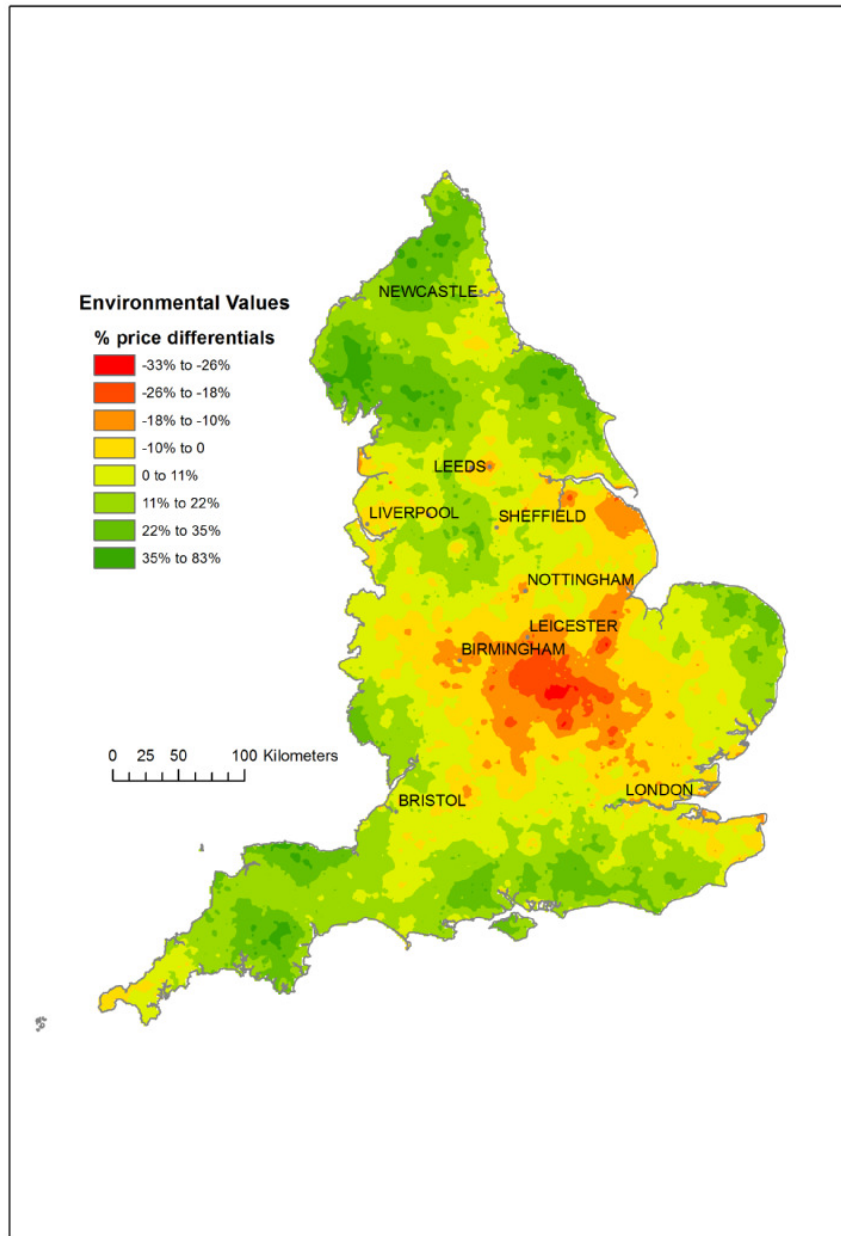 NEWCASTLE
Environmental Values
% price differentials
-33% to -26%
-26% to -18%
-18% to -10%
-10% to 0
0 to 11%
11% to 22%
22% to 35%
35% to 83%
LEEDS
LIVERPOOL
SHEFFIELD
NOTTINGHAM
LEICESTER
BIRMINGHAM
0 25 50 100 Kilometers
LONDON
BRISTOL